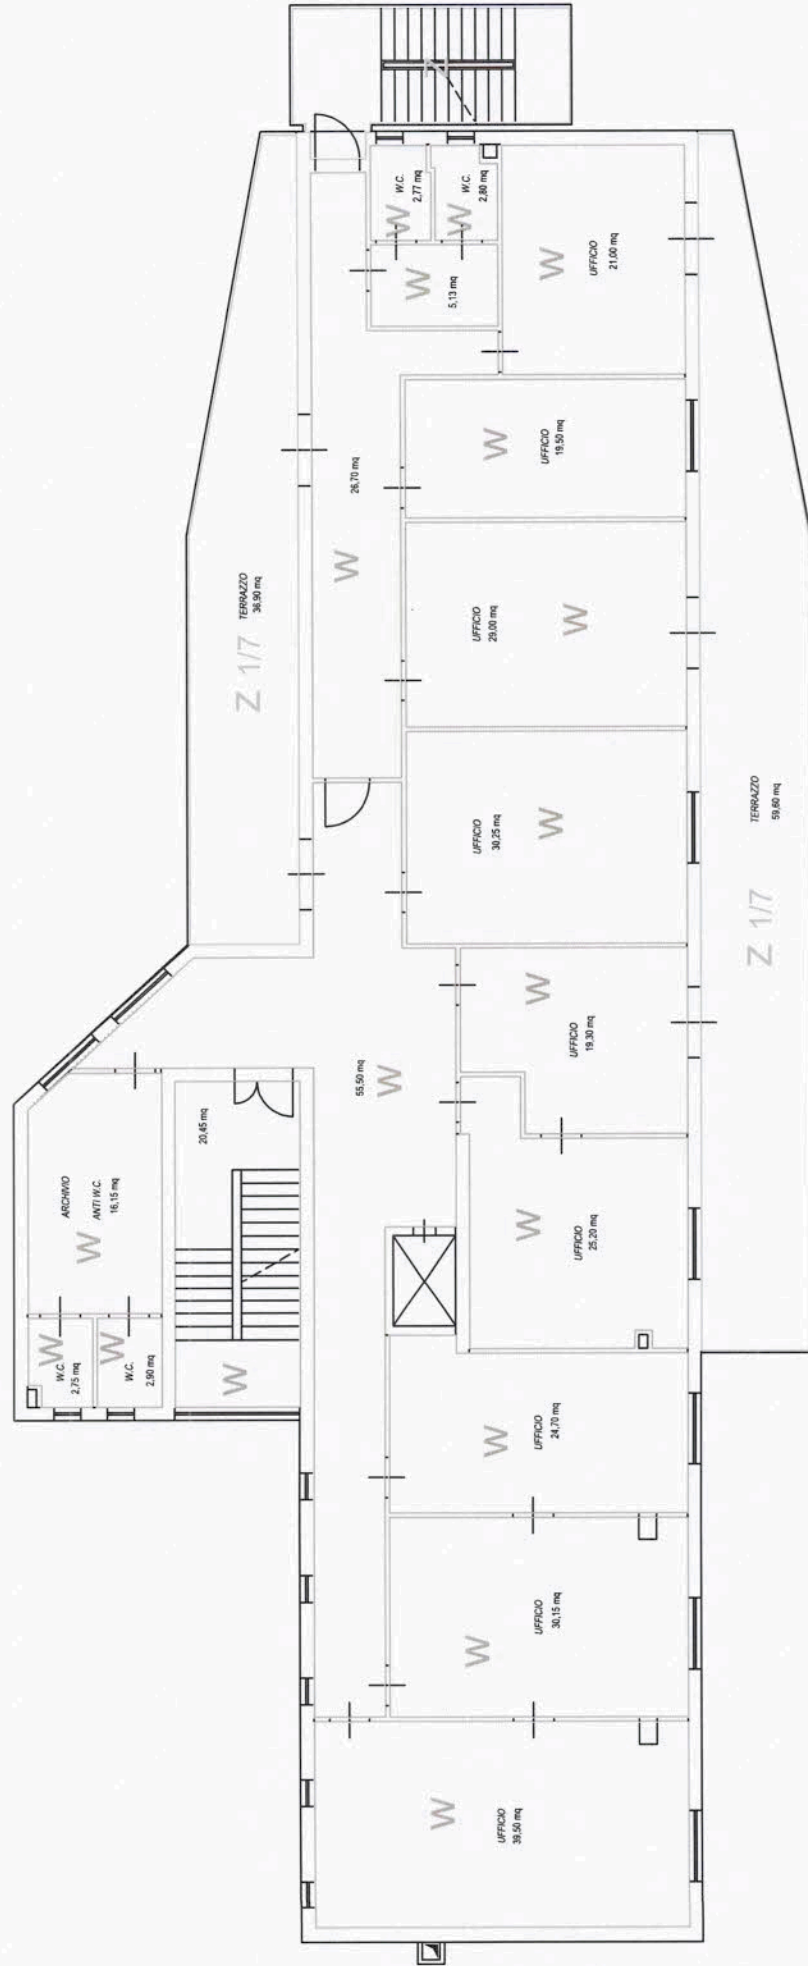 W.C.
2,77 mq
W
W.C.
2,80 mq
W
W
5,13 mq
W
UFFICIO
21,00 mq
26,70 mq
W
W
UFFICIO
19,50 mq
TERRAZZO
36,90 mq
Z 1/7
UFFICIO
29,00 mq
W
UFFICIO
30,25 mq
W
TERRAZZO
59,60 mq
Z 1/7
W
UFFICIO
19,30 mq
55,50 mq
W
20,45 mq
ARCHIVIO
ANTI W.C.
16,15 mq
W
W
UFFICIO
25,20 mq
W
W.C.
2,75 mq
W
W.C.
2,90 mq
W
W
UFFICIO
24,70 mq
W
UFFICIO
30,15 mq
W
UFFICIO
39,50 mq